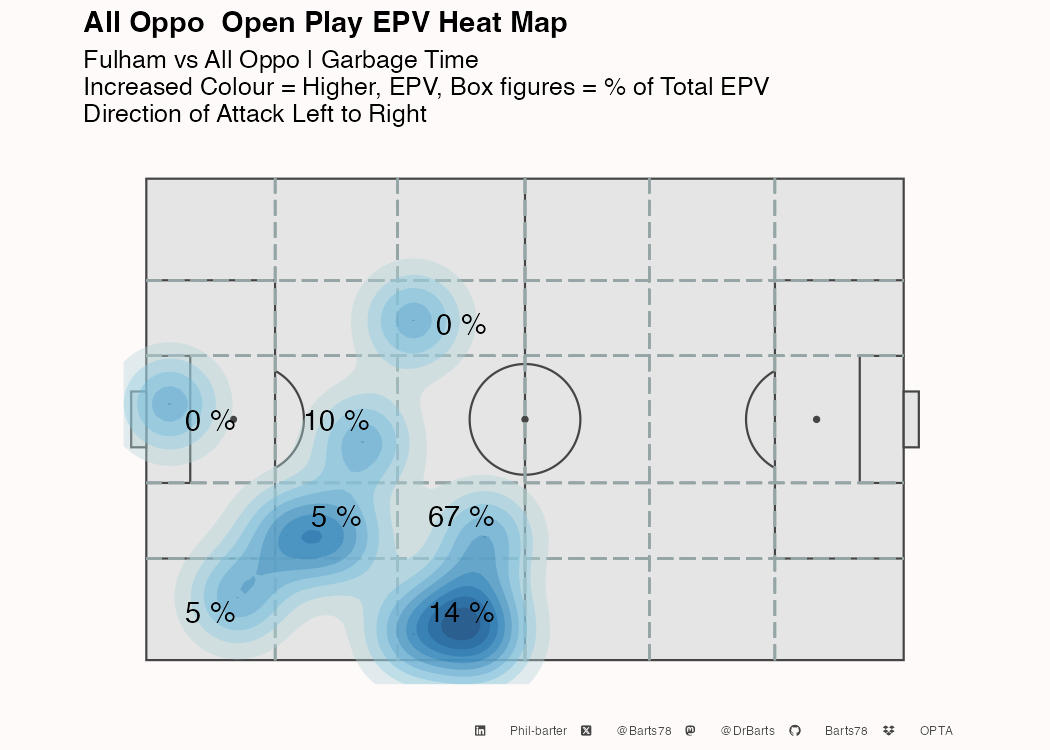 All Oppo  Open Play EPV Heat Map
Fulham vs All Oppo | Garbage Time
Increased Colour = Higher, EPV, Box figures = % of Total EPV
Direction of Attack Left to Right
0 %
0 %
10 %
5 %
67 %
5 %
14 %
Phil-barter @Barts78 @DrBarts Barts78 OPTA